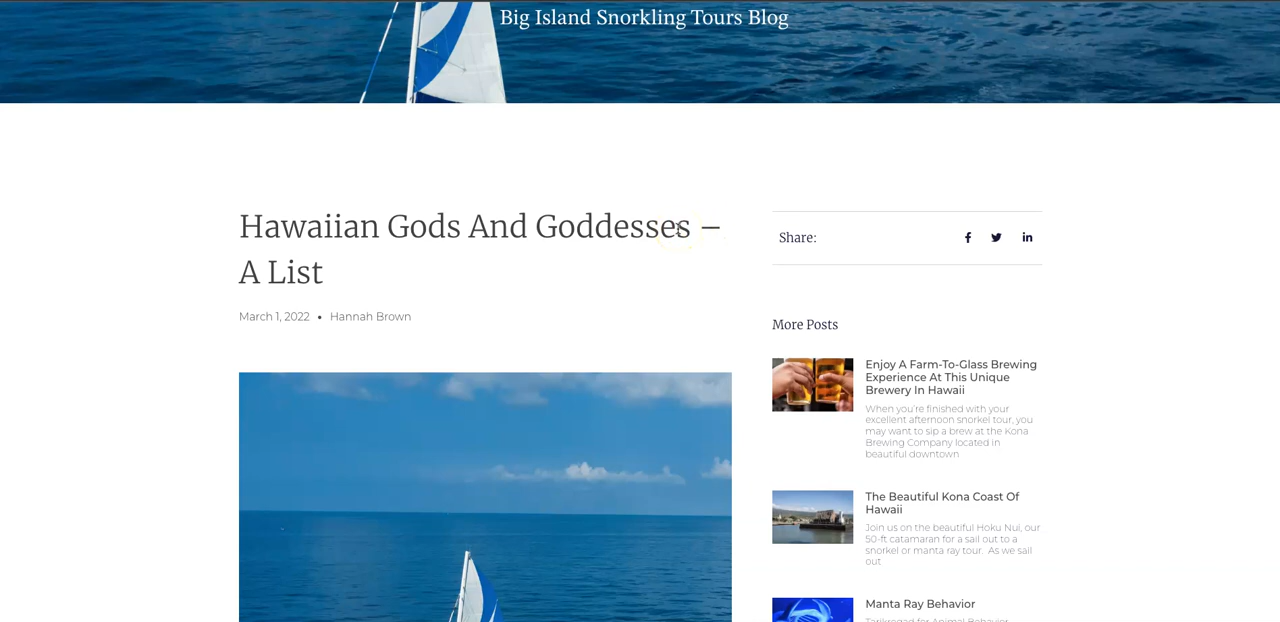 Big Island Snorkling Tours Blog
Hawaiian Gods And Goddesses –
A List
March 1, 2022 • Hannah Brown
Share:
More Posts
Enjoy A Farm-To-Glass Brewing
Experience At This Unique
Brewery In Hawaii
When you're finished with your
excellent afternoon snorkel tour, you
may want to sip a brew at the Kona
Brewing Company located in
beautiful downtown
The Beautiful Kona Coast Of
Hawaii
Join us on the beautiful Hoku Nui, our
50-ft catamaran for a sail out to a
snorkel or manta ray tour. As we sail
out
Manta Ray Behavior